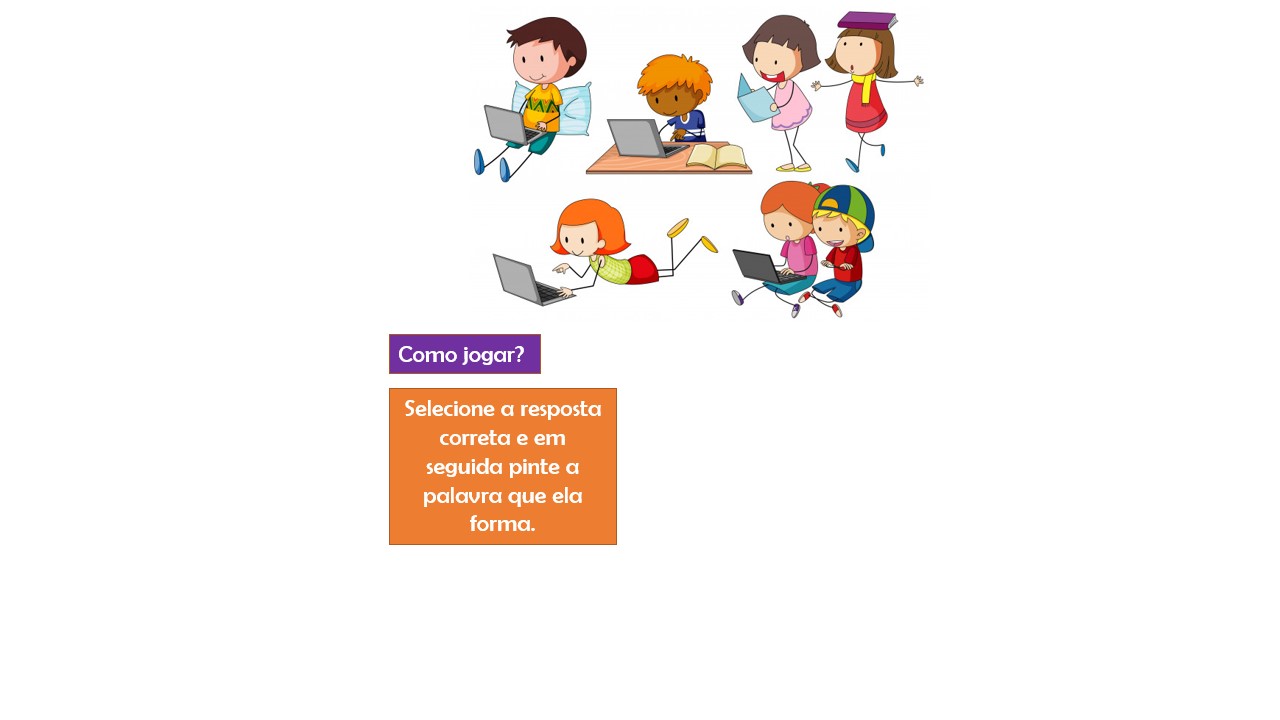 Como jogar?
Selecione a resposta
correta e em
seguida pinte a
palavra que ela
forma.